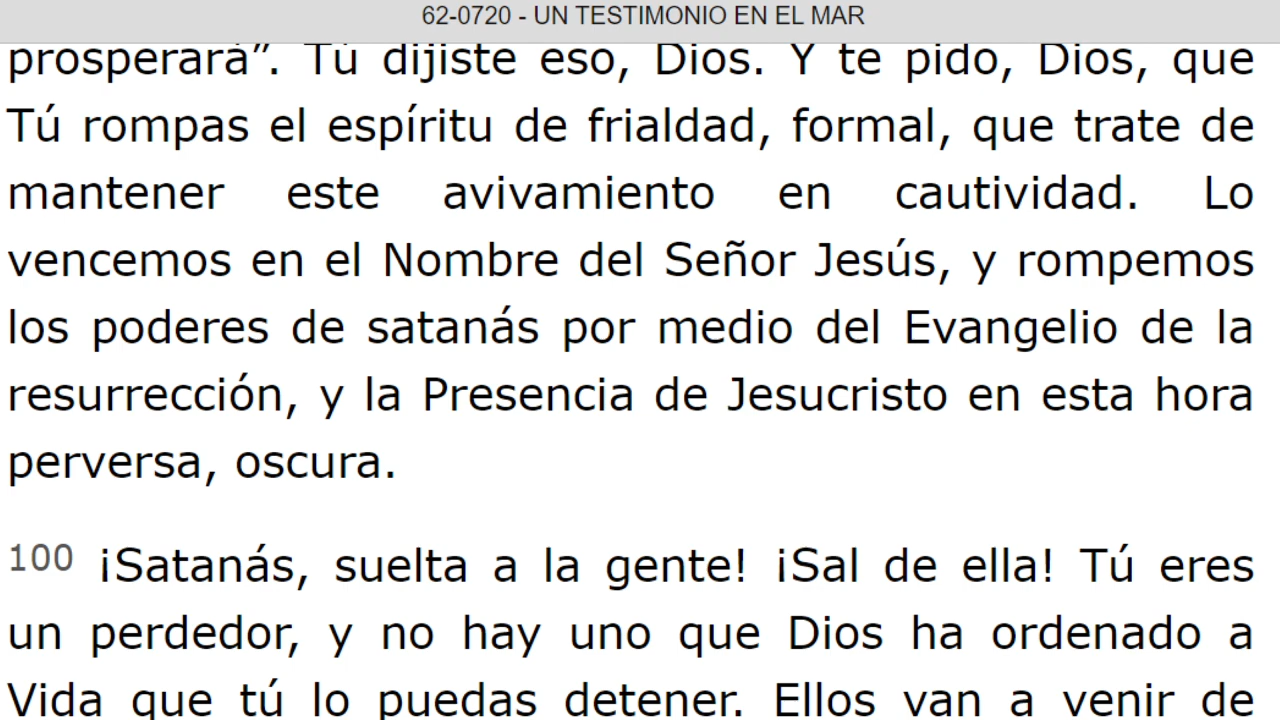 62-0720 - UN TESTIMONIO EN EL MAR
prosperará”. Tú dijiste eso, Dios. Y te pido, Dios, que
Tú rompas el espíritu de frialdad, formal, que trate de
mantener este avivamiento en cautividad. Lo
vencemos en el Nombre del Señor Jesús, y rompemos
los poderes de satanás por medio del Evangelio de la
resurrección, y la Presencia de Jesucristo en esta hora
perversa, oscura.
100 ¡Satanás, suelta a la gente! ¡Sal de ella! Tú eres
un perdedor, y no hay uno que Dios ha ordenado a
Vida que tú lo puedas detener. Ellos van a venir de